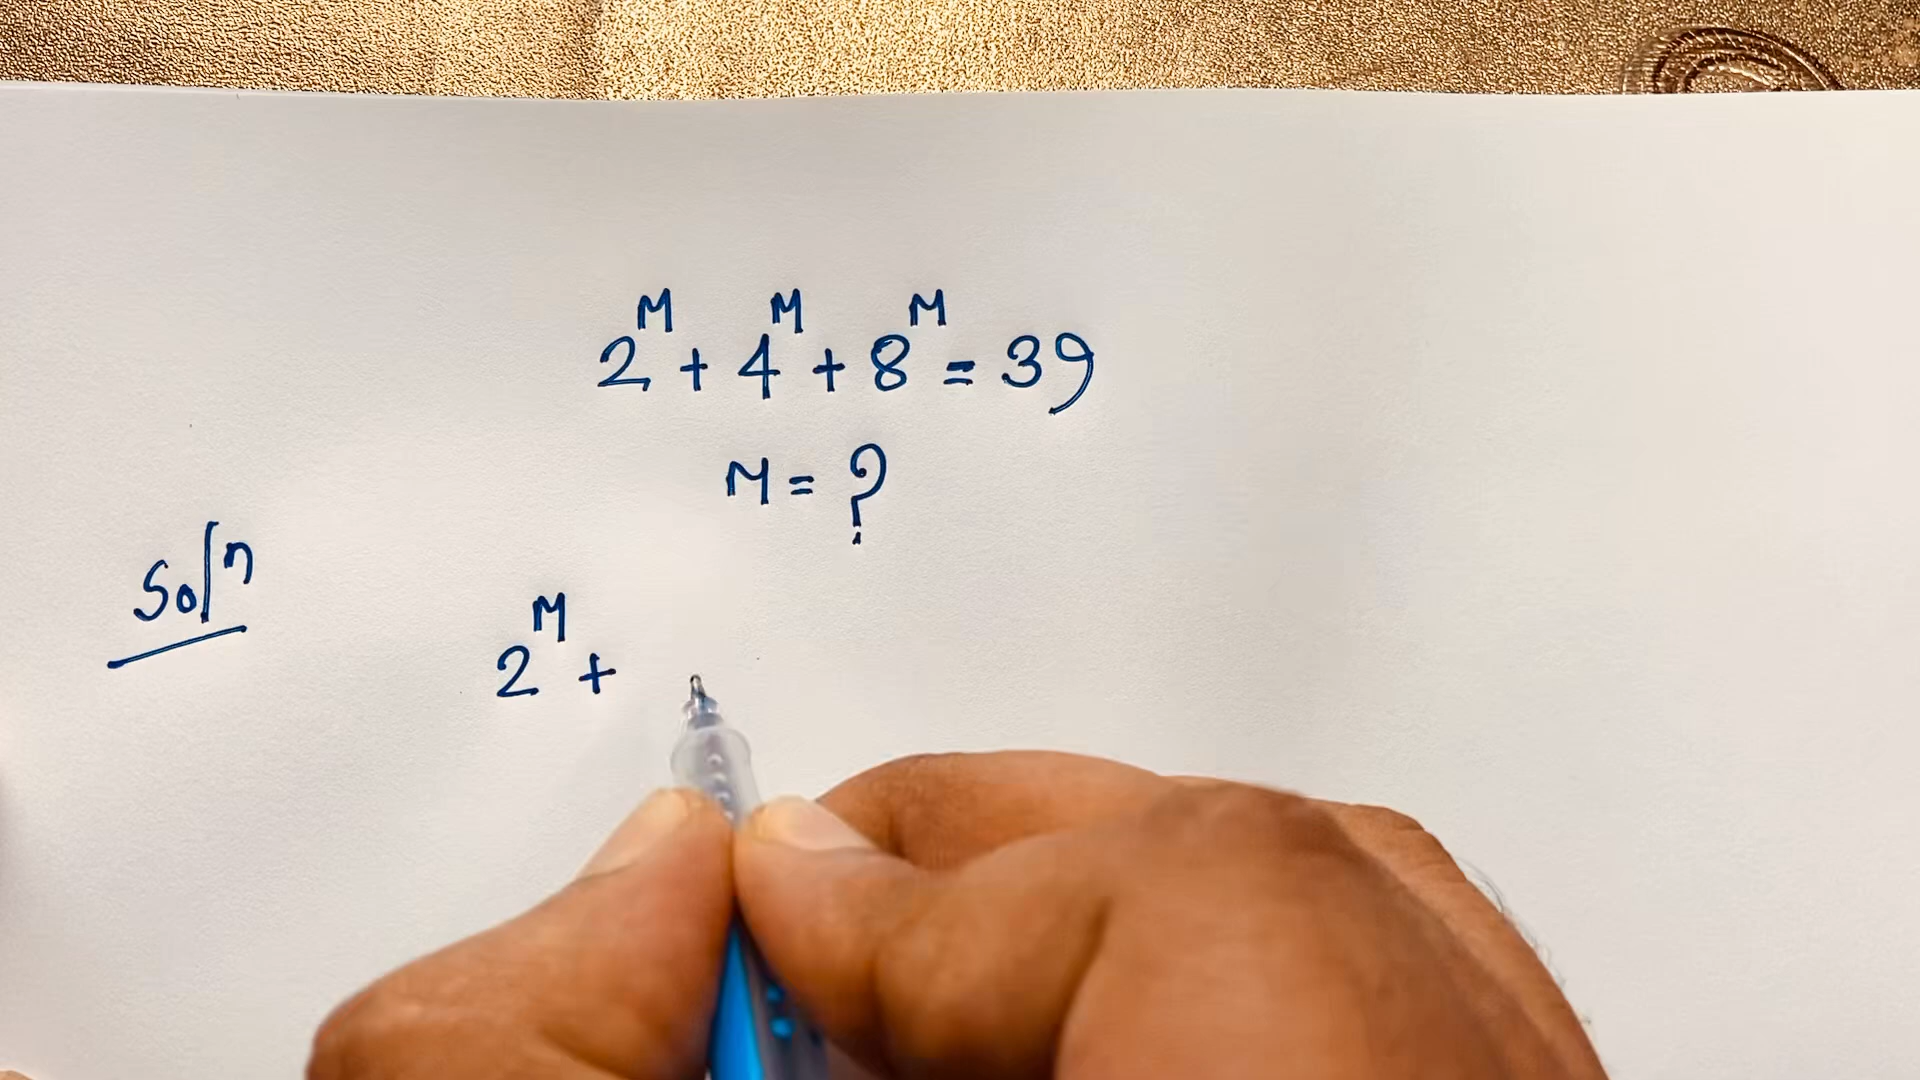 2^M + 4^M + 8^M = 39
M = ?
Sol^n
2^M +